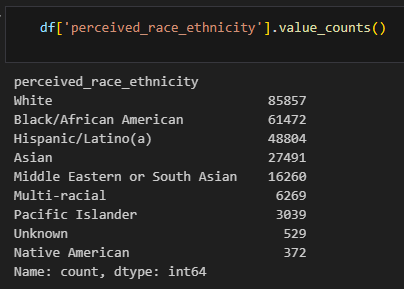 df['perceived_race_ethnicity'].value_counts()
perceived_race_ethnicity
White 85857
Black/African American 61472
Hispanic/Latino(a) 48804
Asian 27491
Middle Eastern or South Asian 16260
Multi-racial 6269
Pacific Islander 3039
Unknown 529
Native American 372
Name: count, dtype: int64